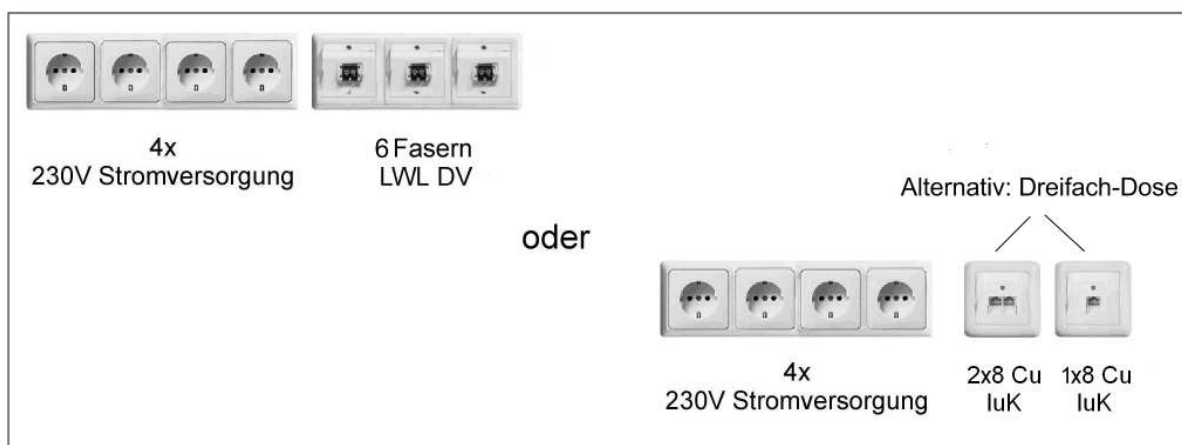 4x
230V Stromversorgung
6 Fasern
LWL DV
oder
Alternativ: Dreifach-Dose
4x
230V Stromversorgung
2x8 Cu
IuK
1x8 Cu
IuK